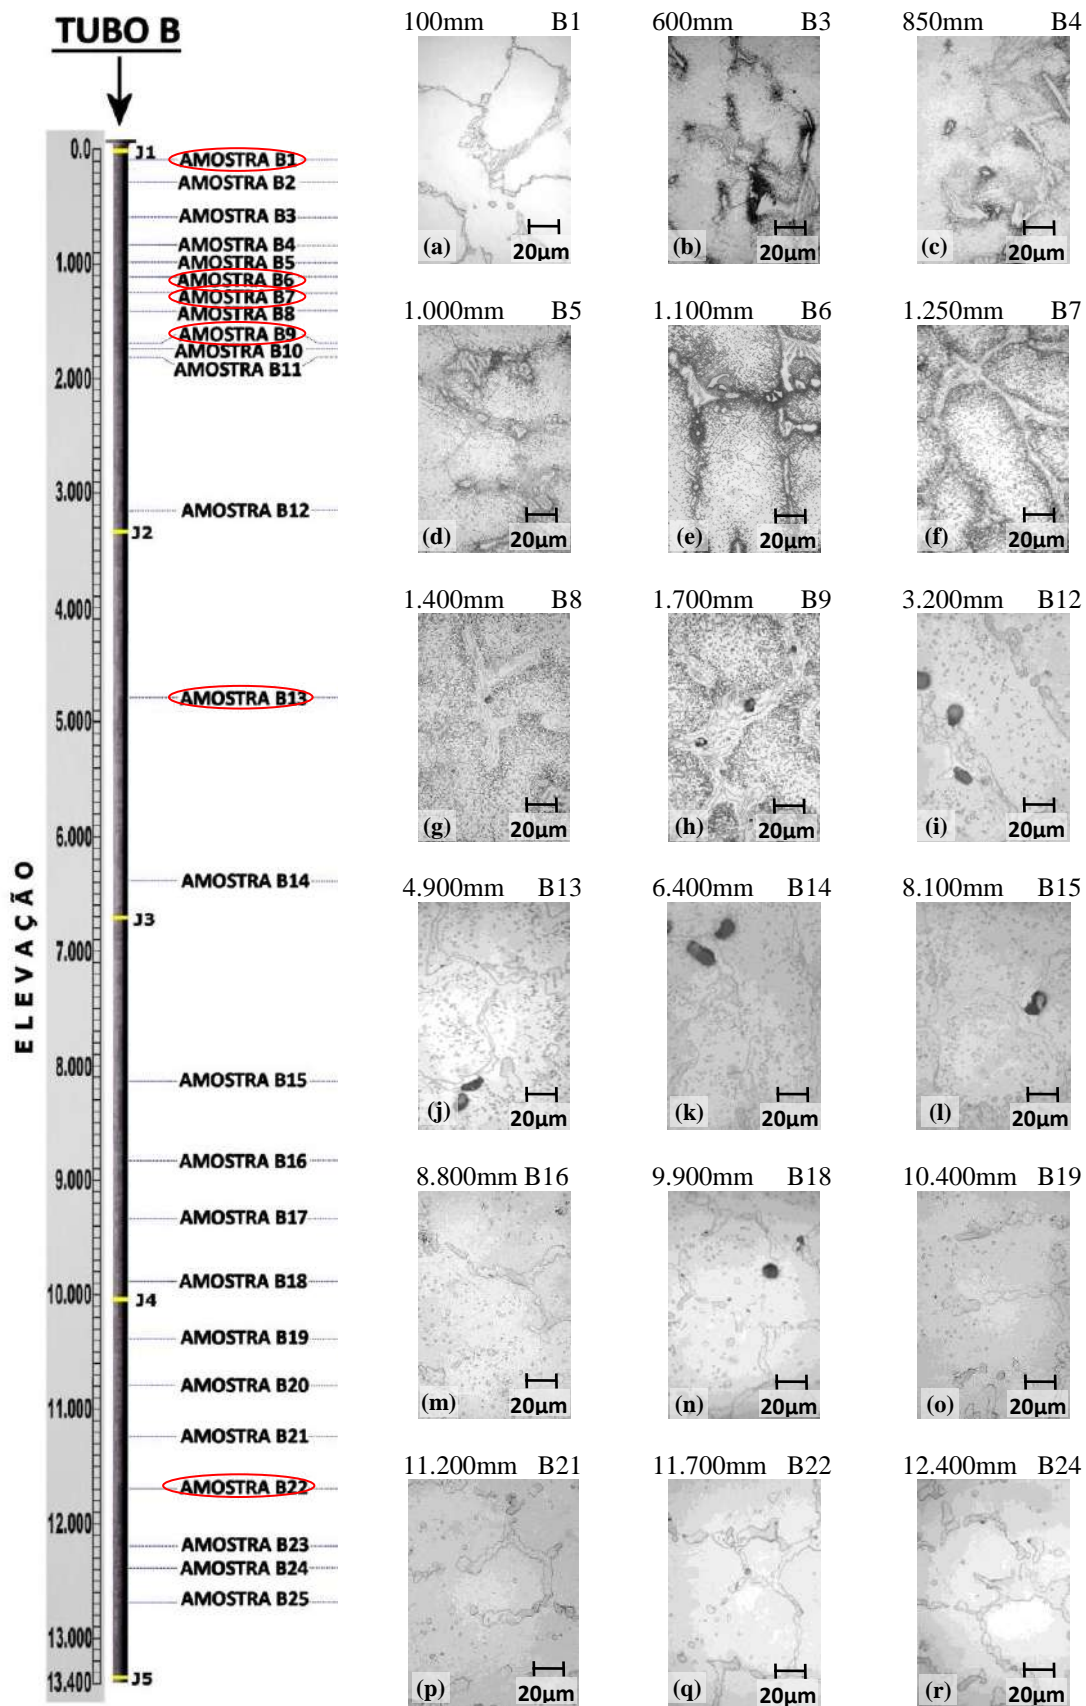 TUBO B
0.0
J1
AMOSTRA B1
AMOSTRA B2
AMOSTRA B3
AMOSTRA B4
1.000
AMOSTRA B5
AMOSTRA B6
AMOSTRA B7
AMOSTRA B8
AMOSTRA B9
AMOSTRA B10
AMOSTRA B11
2.000
3.000
AMOSTRA B12
J2
4.000
AMOSTRA B13
5.000
6.000
AMOSTRA B14
J3
7.000
ELEVAÇÃO
8.000
AMOSTRA B15
AMOSTRA B16
9.000
AMOSTRA B17
AMOSTRA B18
10.000
J4
AMOSTRA B19
AMOSTRA B20
11.000
AMOSTRA B21
AMOSTRA B22
12.000
AMOSTRA B23
AMOSTRA B24
AMOSTRA B25
13.000
13.400
J5
100mm B1
600mm B3
850mm B4
(a) 20µm
(b) 20µm
(c) 20µm
1.000mm B5
1.100mm B6
1.250mm B7
(d) 20µm
(e) 20µm
(f) 20µm
1.400mm B8
1.700mm B9
3.200mm B12
(g) 20µm
(h) 20µm
(i) 20µm
4.900mm B13
6.400mm B14
8.100mm B15
(j) 20µm
(k) 20µm
(l) 20µm
8.800mm B16
9.900mm B18
10.400mm B19
(m) 20µm
(n) 20µm
(o) 20µm
11.200mm B21
11.700mm B22
12.400mm B24
(p) 20µm
(q) 20µm
(r) 20µm